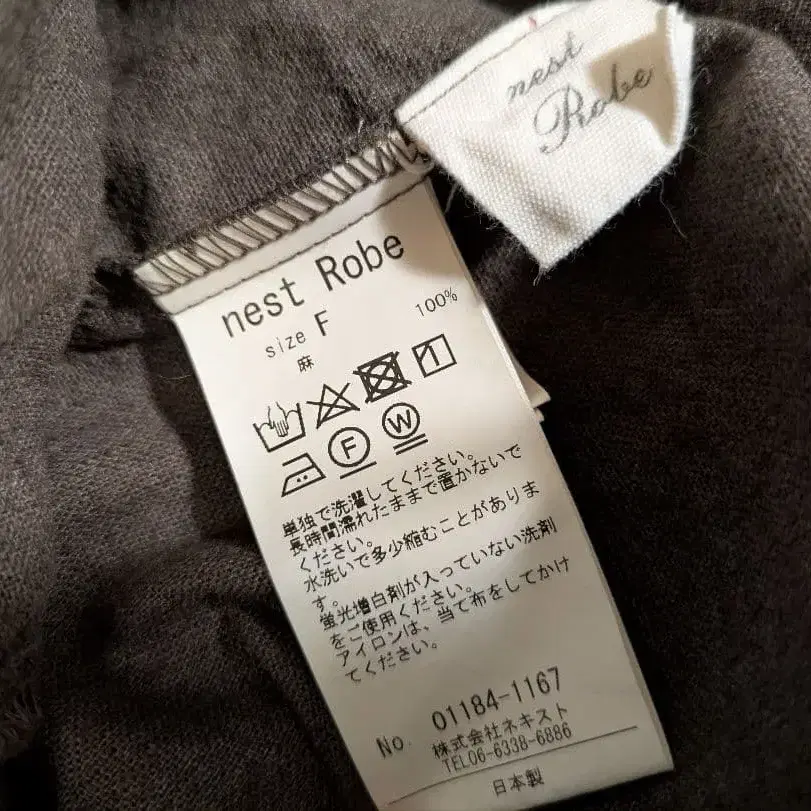 nest
Robe
nest Robe
size F
麻 100%
F W
単独で洗濯してください。
長時間濡れたままで置かないで
ください。
水洗いで多少縮むことがありま
す。
蛍光増白剤が入っていない洗剤
をご使用ください。
アイロンは、当て布をしてかけ
てください。
No. 01184-1167
株式会社ネキスト
TEL06-6338-6886
日本製